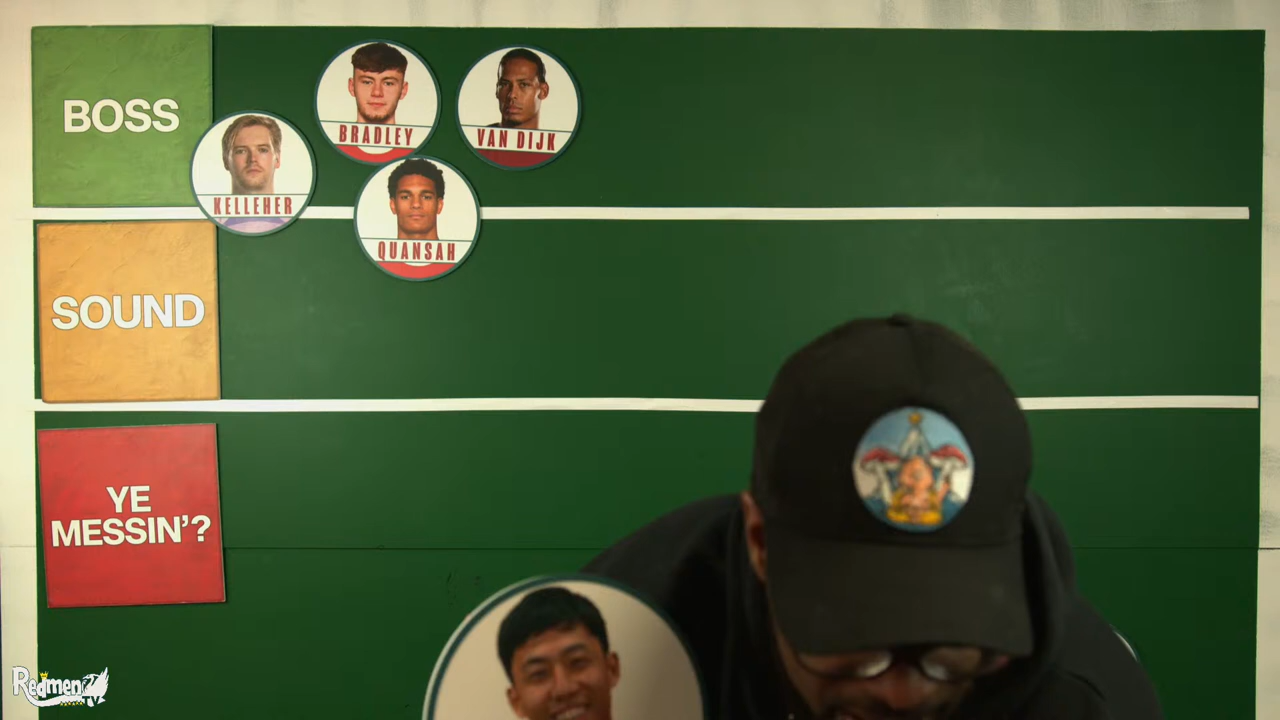 BOSS
BRADLEY
VAN DIJK
KELLEHER
QUANSAH
SOUND
YE
MESSIN'?
Redmen